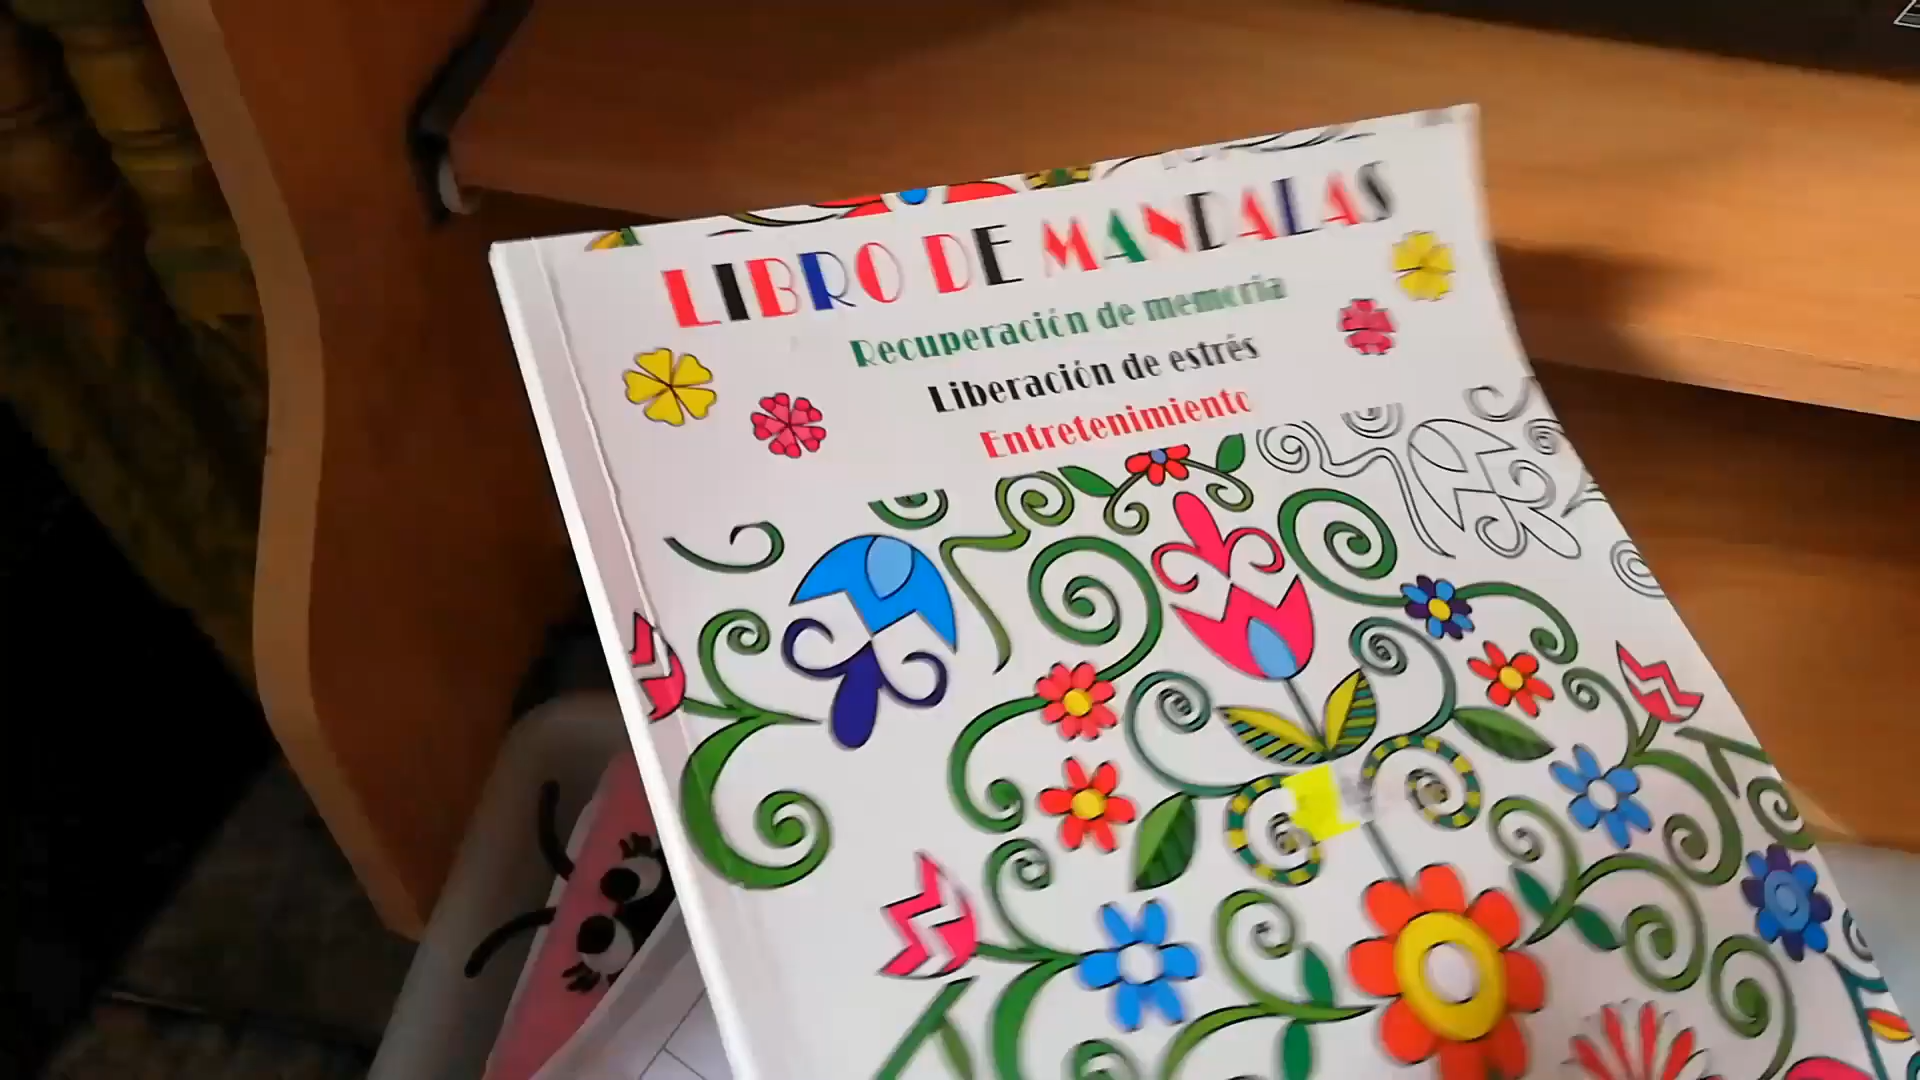 LIBRO DE MANDALAS
Recuperación de memoria
Liberación de estrés
Entretenimiento